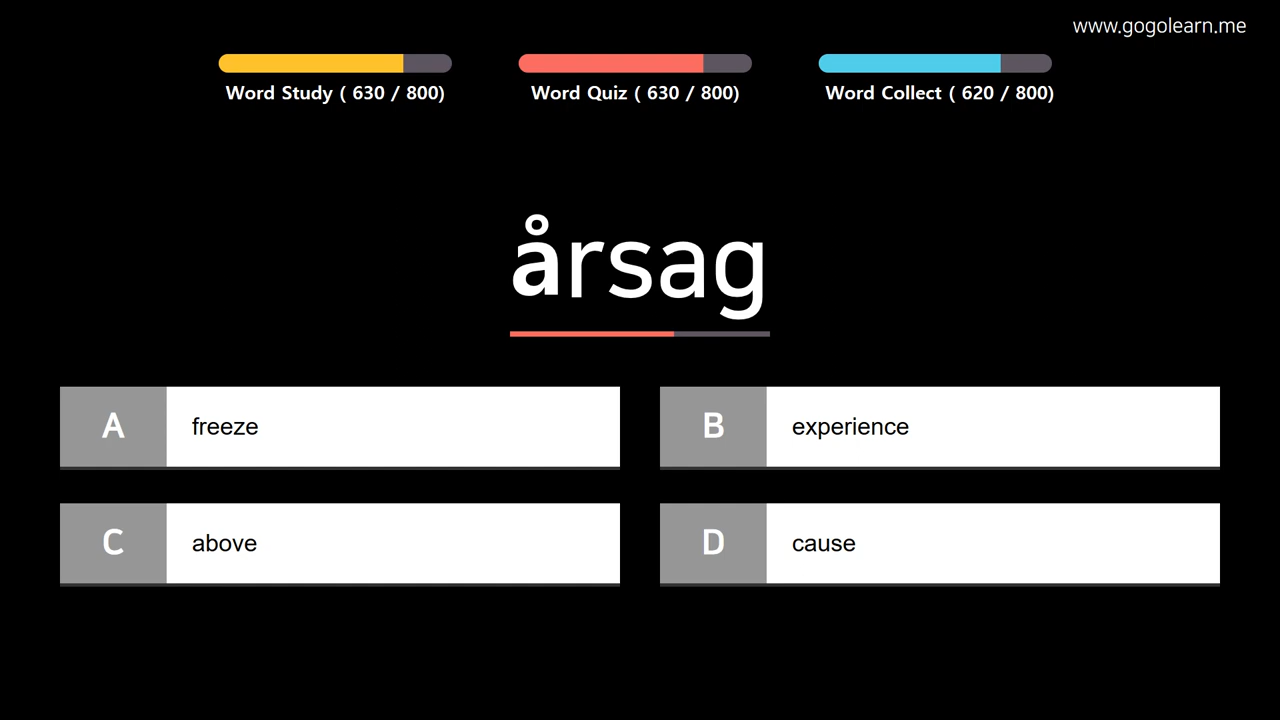 www.gogolearn.me
Word Study ( 630 / 800)
Word Quiz ( 630 / 800)
Word Collect ( 620 / 800)
årsag
A freeze
B experience
C above
D cause